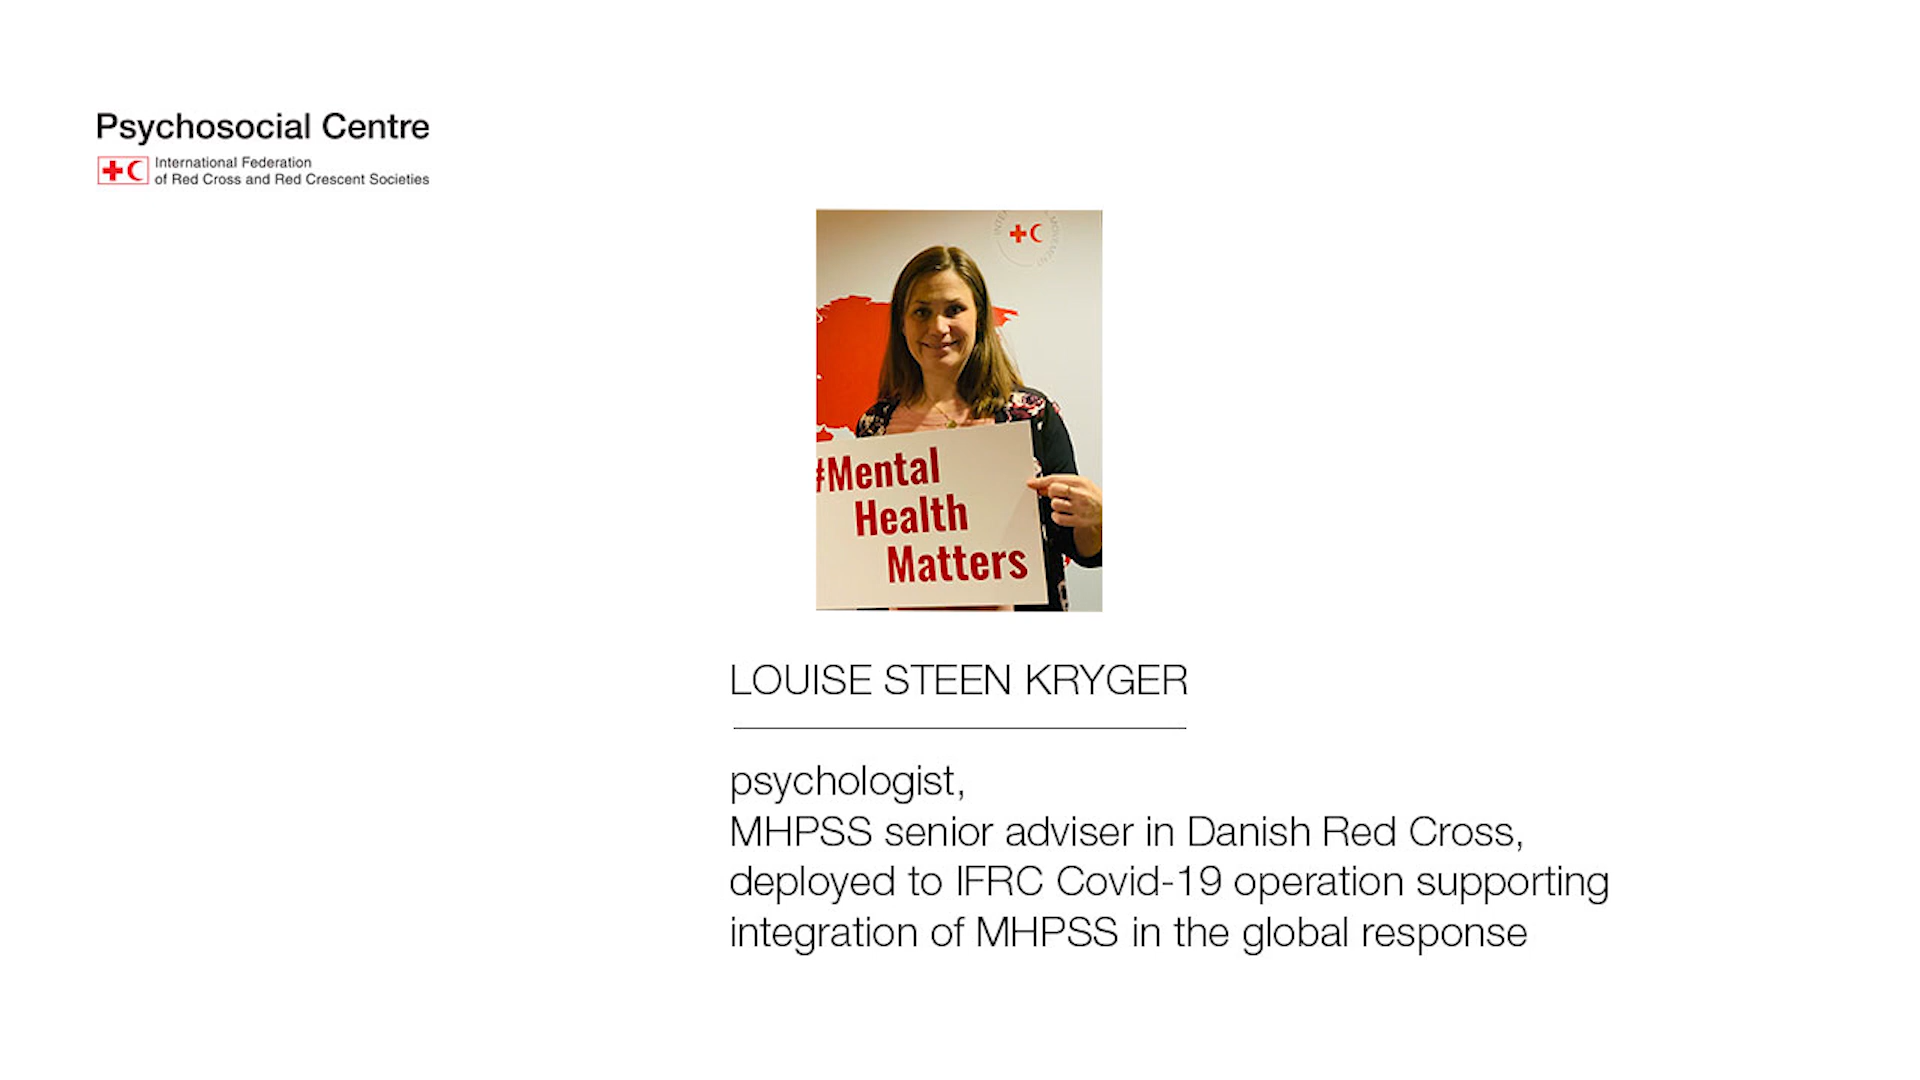 Psychosocial Centre
International Federation
of Red Cross and Red Crescent Societies
#Mental
Health
Matters
LOUISE STEEN KRYGER
psychologist,
MHPSS senior adviser in Danish Red Cross,
deployed to IFRC Covid-19 operation supporting
integration of MHPSS in the global response